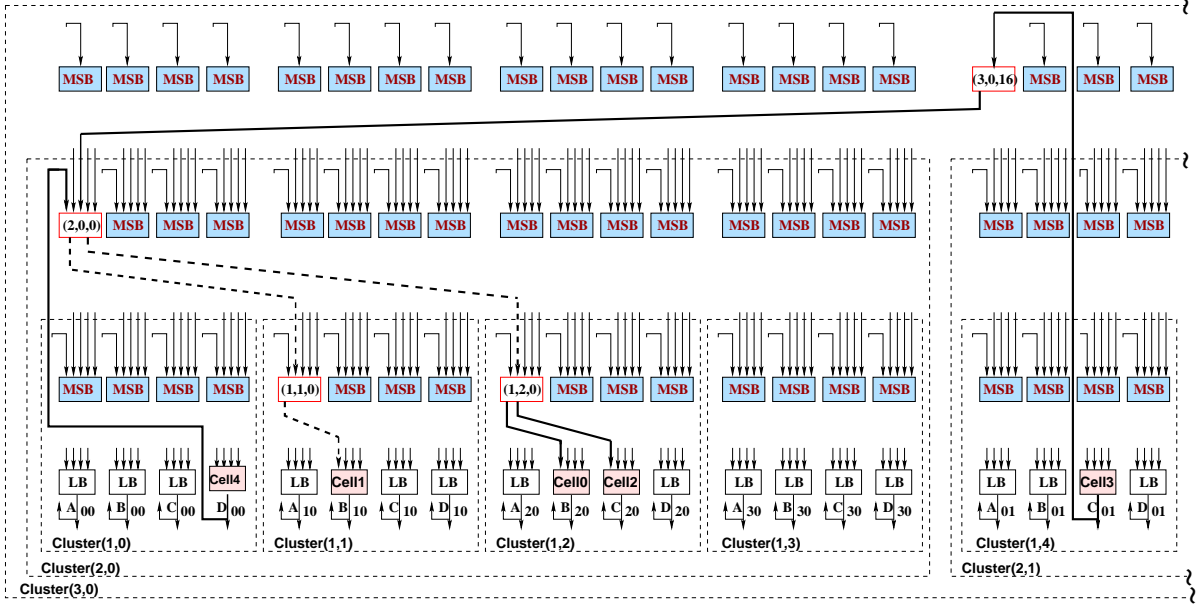 MSB MSB MSB MSB MSB MSB MSB MSB MSB MSB MSB MSB MSB MSB MSB MSB (3,0,16) MSB MSB MSB
(2,0,0) MSB MSB MSB MSB MSB MSB MSB MSB MSB MSB MSB MSB MSB MSB MSB MSB MSB MSB MSB
MSB MSB MSB MSB (1,1,0) MSB MSB MSB (1,2,0) MSB MSB MSB MSB MSB MSB MSB MSB MSB MSB MSB
LB LB LB Cell4 LB Cell1 LB LB LB Cell0 Cell2 LB LB LB LB LB LB LB Cell3 LB
A 00 B 00 C 00 D 00 A 10 B 10 C 10 D 10 A 20 B 20 C 20 D 20 A 30 B 30 C 30 D 30 A 01 B 01 C 01 D 01
Cluster(1,0) Cluster(1,1) Cluster(1,2) Cluster(1,3) Cluster(1,4)
Cluster(2,0) Cluster(2,1)
Cluster(3,0)